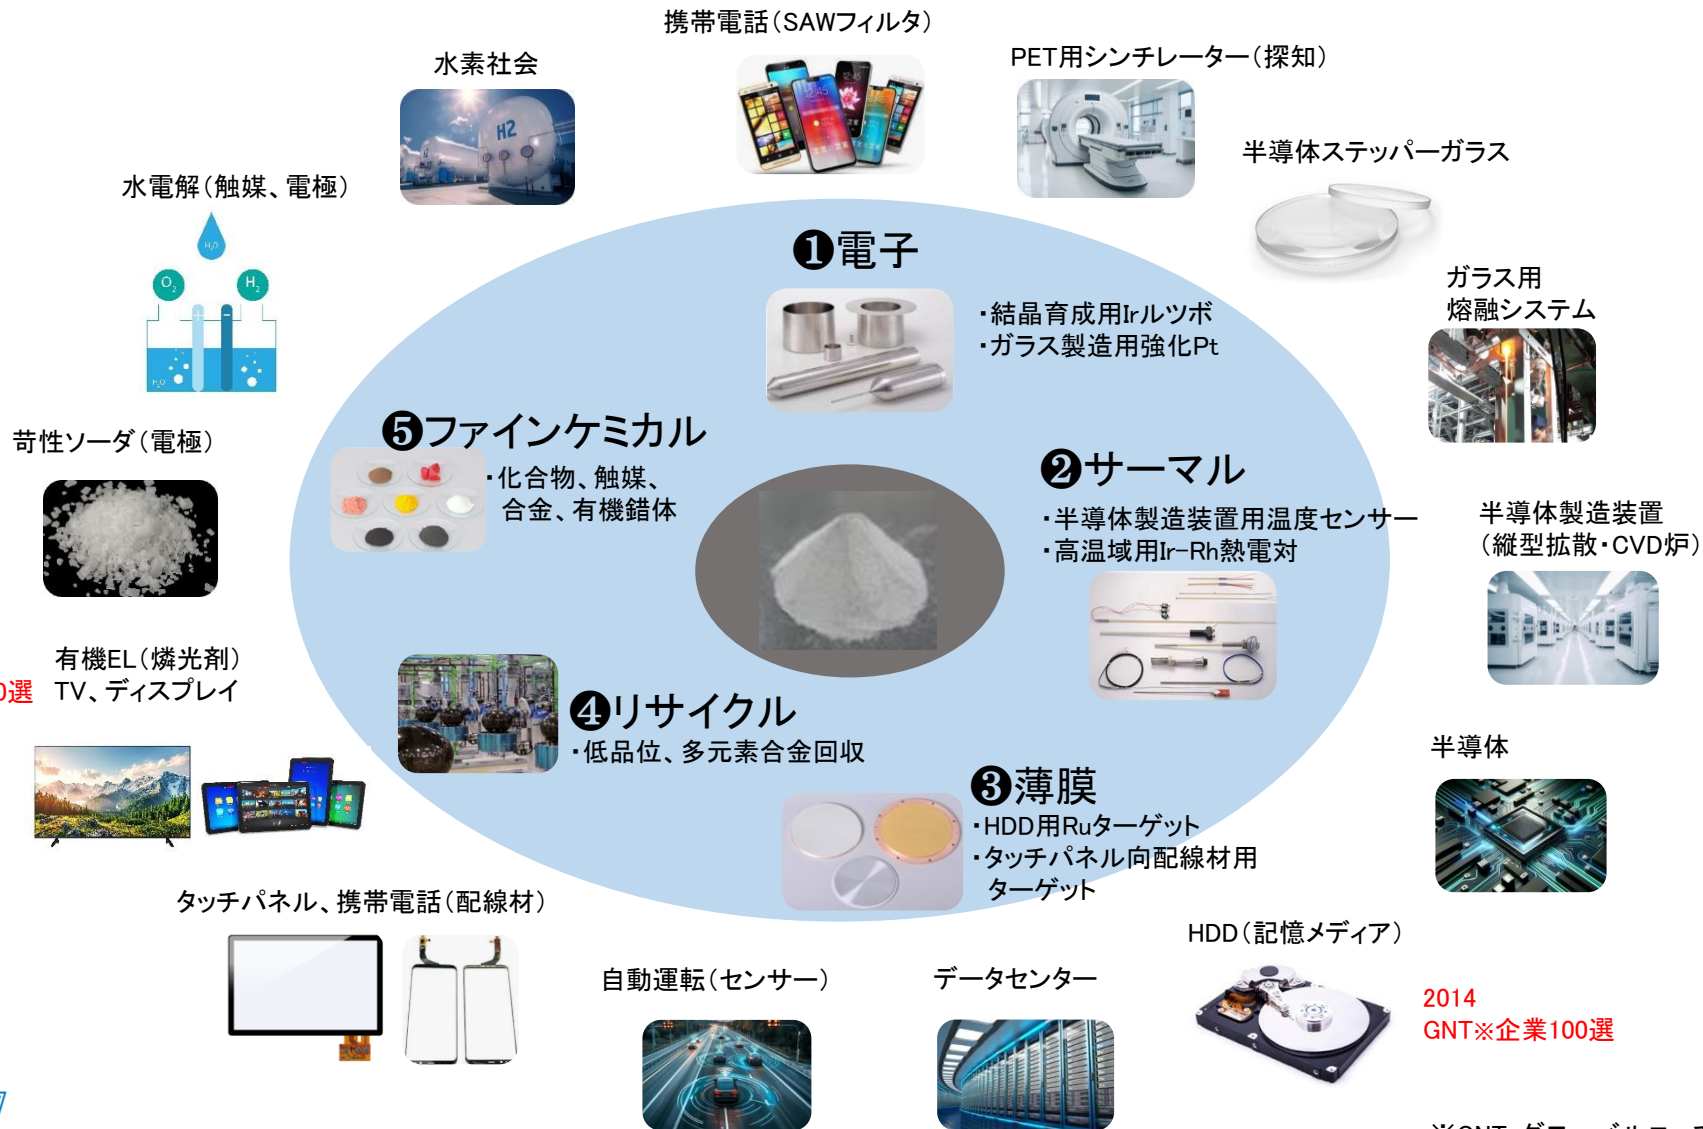 携帯電話（SAWフィルタ）
水素社会
PET用シンチレーター（探知）
H2
半導体ステッパーガラス
水電解（触媒、電極）
H₂O
O₂
H₂
H₂O
❶電子
・結晶育成用Irルツボ
・ガラス製造用強化Pt
ガラス用
熔融システム
苛性ソーダ（電極）
❺ファインケミカル
・化合物、触媒、
合金、有機錯体
❷サーマル
・半導体製造装置用温度センサー
・高温域用Ir-Rh熱電対
半導体製造装置
（縦型拡散・CVD炉）
有機EL（燐光剤）
0選
TV、ディスプレイ
❹リサイクル
・低品位、多元素合金回収
半導体
❸薄膜
・HDD用Ruターゲット
・タッチパネル向配線材用
ターゲット
タッチパネル、携帯電話（配線材）
HDD（記憶メディア）
自動運転（センサー）
データセンター
2014
GNT※企業100選